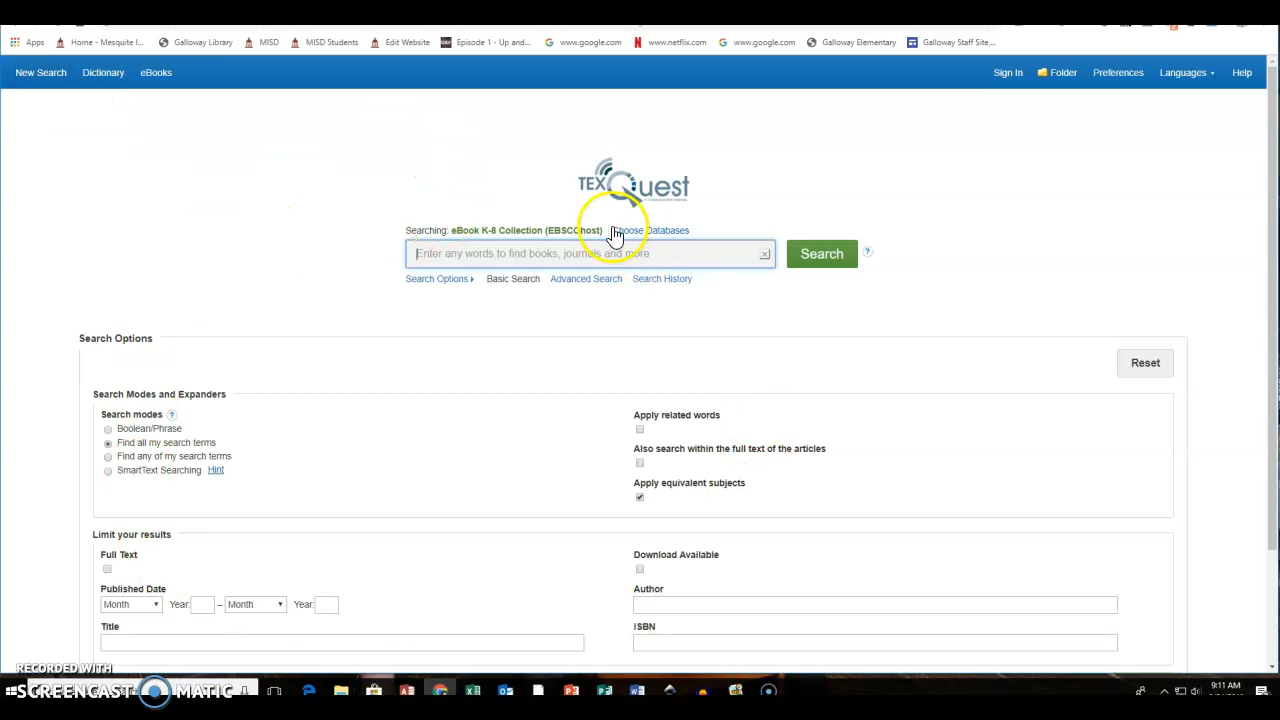 Apps Home - Mesquite I... Galloway Library MISD MISD Students Edit Website Episode 1 - Up and... www.google.com www.netflix.com www.google.com Galloway Elementary Galloway Staff Site,...
New Search Dictionary eBooks Sign In Folder Preferences Languages Help
TEXQuest
Searching: eBook K-8 Collection (EBSCOhost) Choose Databases
Enter any words to find books, journals and more Search
Search Options Basic Search Advanced Search Search History
Search Options
Reset
Search Modes and Expanders
Search modes Apply related words
Boolean/Phrase
Find all my search terms
Also search within the full text of the articles
Find any of my search terms
SmartText Searching Hint
Apply equivalent subjects
Limit your results
Full Text Download Available
Published Date Author
Month Year: – Month Year:
Title ISBN
RECORDED WITH
SCREENCAST MATIC
9:11 AM